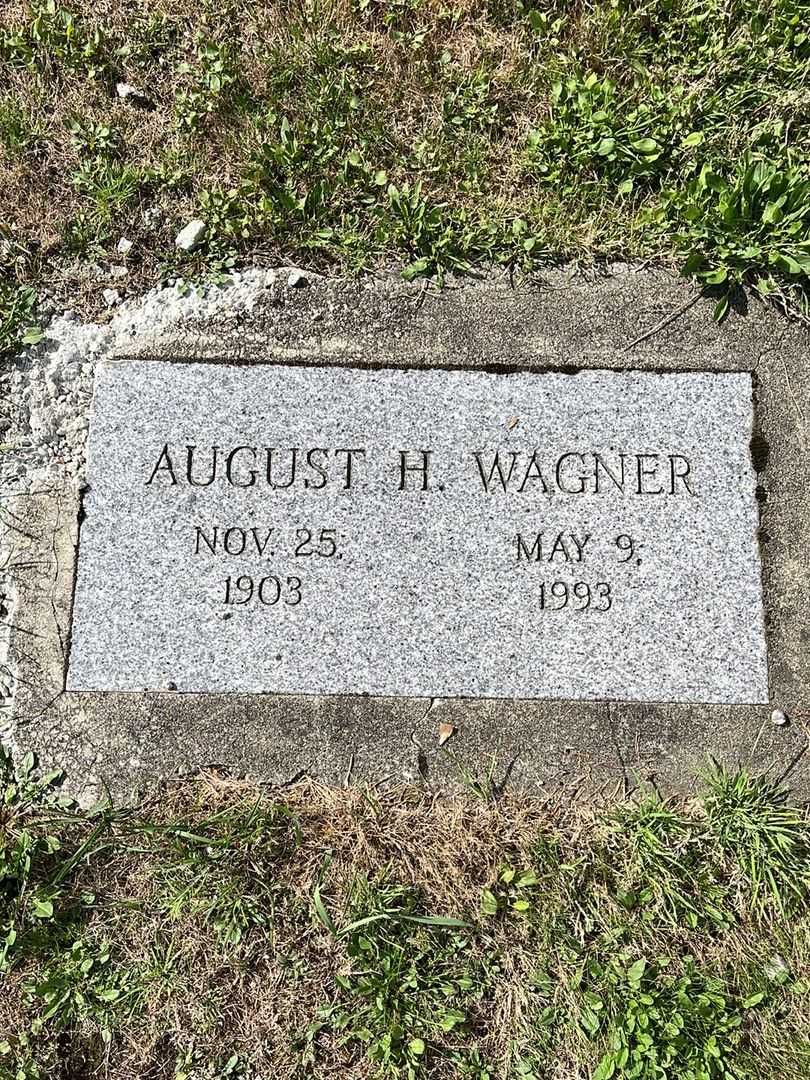 AUGUST H. WAGNER
NOV. 25, MAY 9,
1903 1993